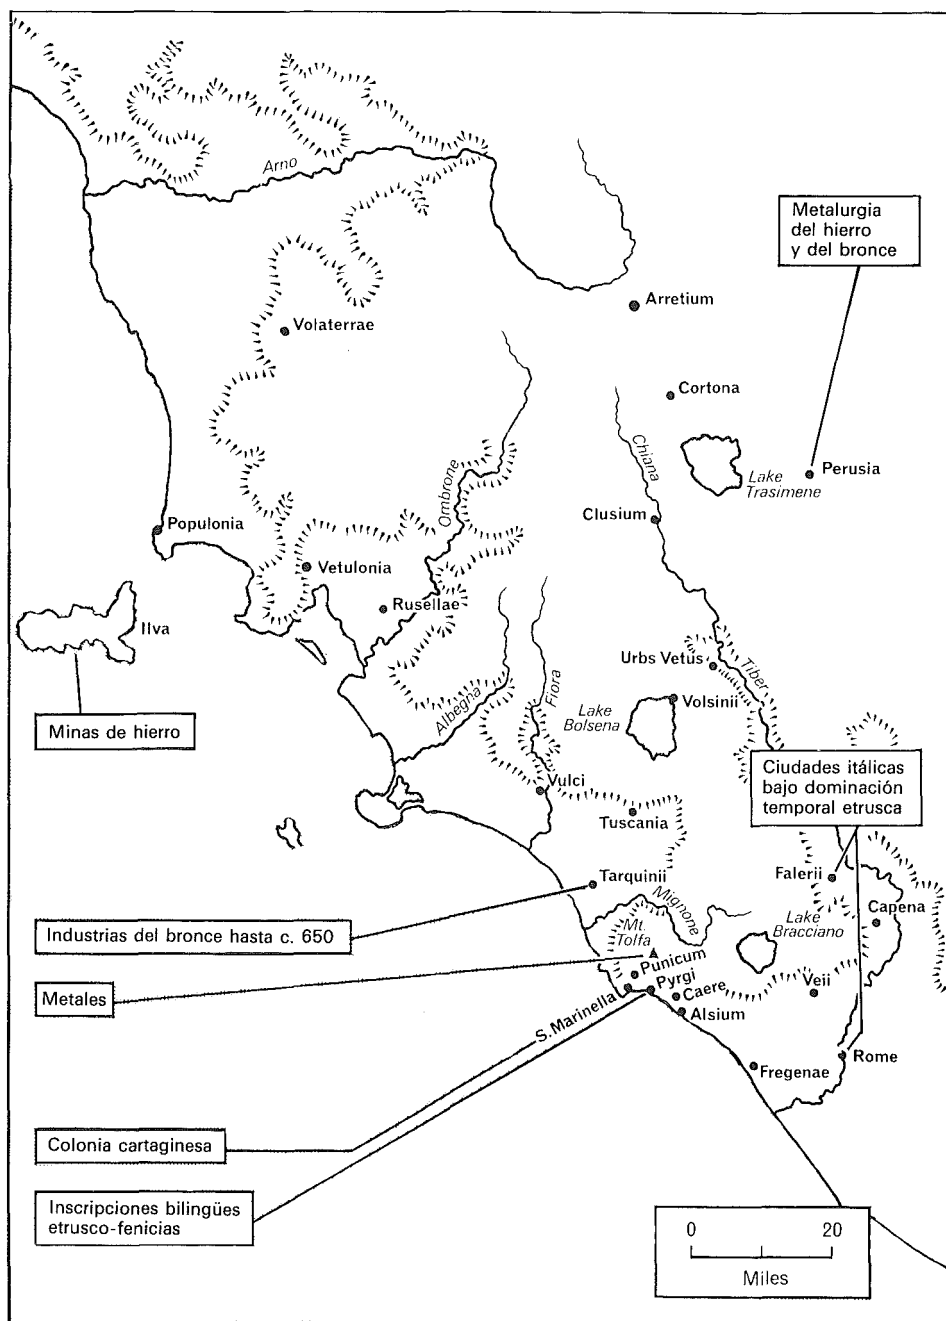 Arno
Metalurgia
del hierro
y del bronce
Arretium
Volaterrae
Cortona
Chiana
Ombrone
Lake
Trasimene
Perusia
Populonia
Clusium
Vetulonia
Rusellae
Ilva
Urbs Vetus
Tiber
Fiora
Albegna
Lake
Bolsena
Volsinii
Minas de hierro
Ciudades itálicas
bajo dominación
temporal etrusca
Vulci
Tuscania
Tarquinii
Falerii
Mignone
Capena
Industrias del bronce hasta c. 650
Mt.
Tolfa
Lake
Bracciano
Punicum
Metales
Pyrgi
Caere
Veii
S. Marinella
Alsium
Rome
Fregenae
Colonia cartaginesa
Inscripciones bilingües
etrusco-fenicias
0 20
Miles